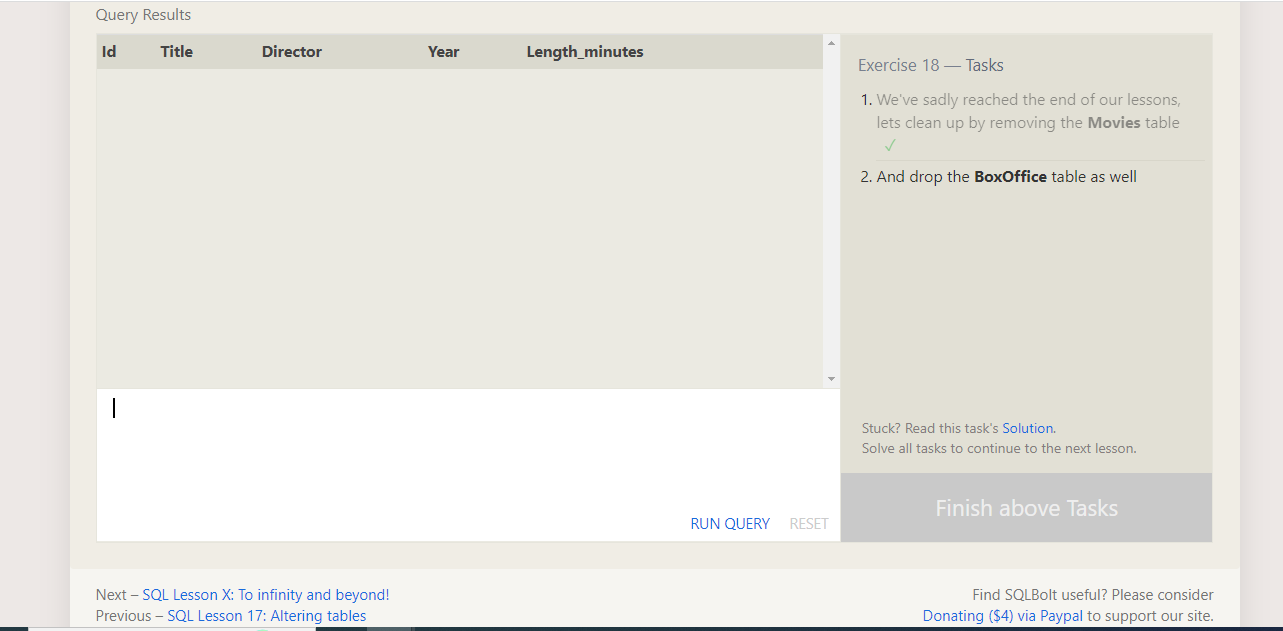 Query Results
Id Title Director Year Length_minutes
Exercise 18 — Tasks
1. We've sadly reached the end of our lessons,
lets clean up by removing the Movies table
✓
2. And drop the BoxOffice table as well
Stuck? Read this task's Solution.
Solve all tasks to continue to the next lesson.
RUN QUERY RESET
Finish above Tasks
Next – SQL Lesson X: To infinity and beyond!
Previous – SQL Lesson 17: Altering tables
Find SQLBolt useful? Please consider
Donating ($4) via Paypal to support our site.